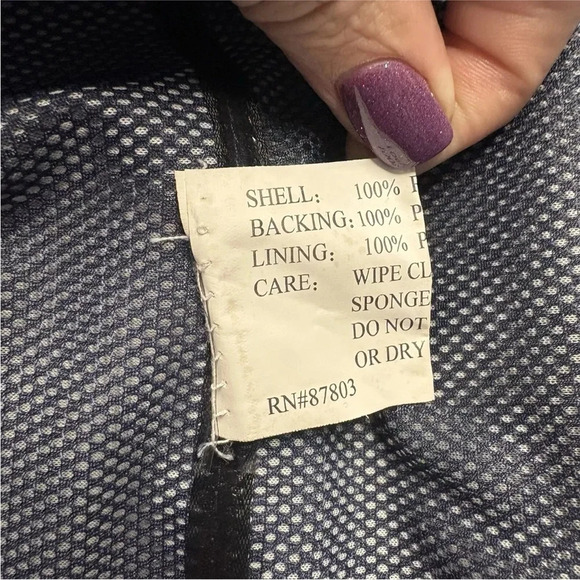 SHELL: 100% P
BACKING: 100% P
LINING: 100% P
CARE: WIPE CL
SPONGE
DO NOT
OR DRY
RN#87803